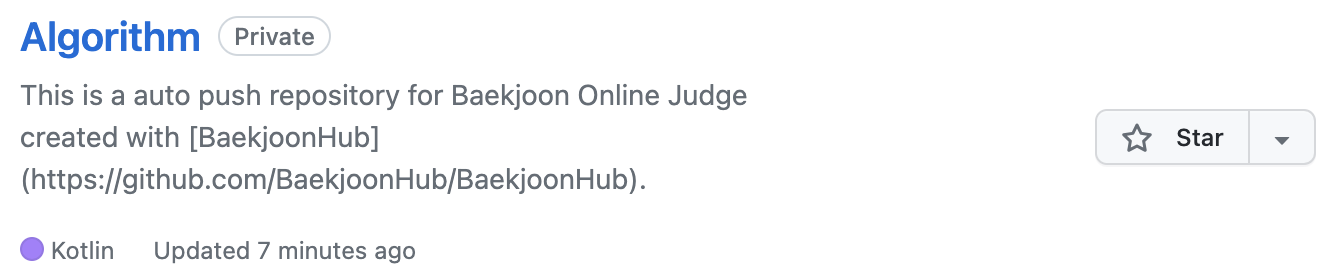 Algorithm Private
This is a auto push repository for Baekjoon Online Judge
created with [BaekjoonHub]
(https://github.com/BaekjoonHub/BaekjoonHub).
Star
Kotlin Updated 7 minutes ago